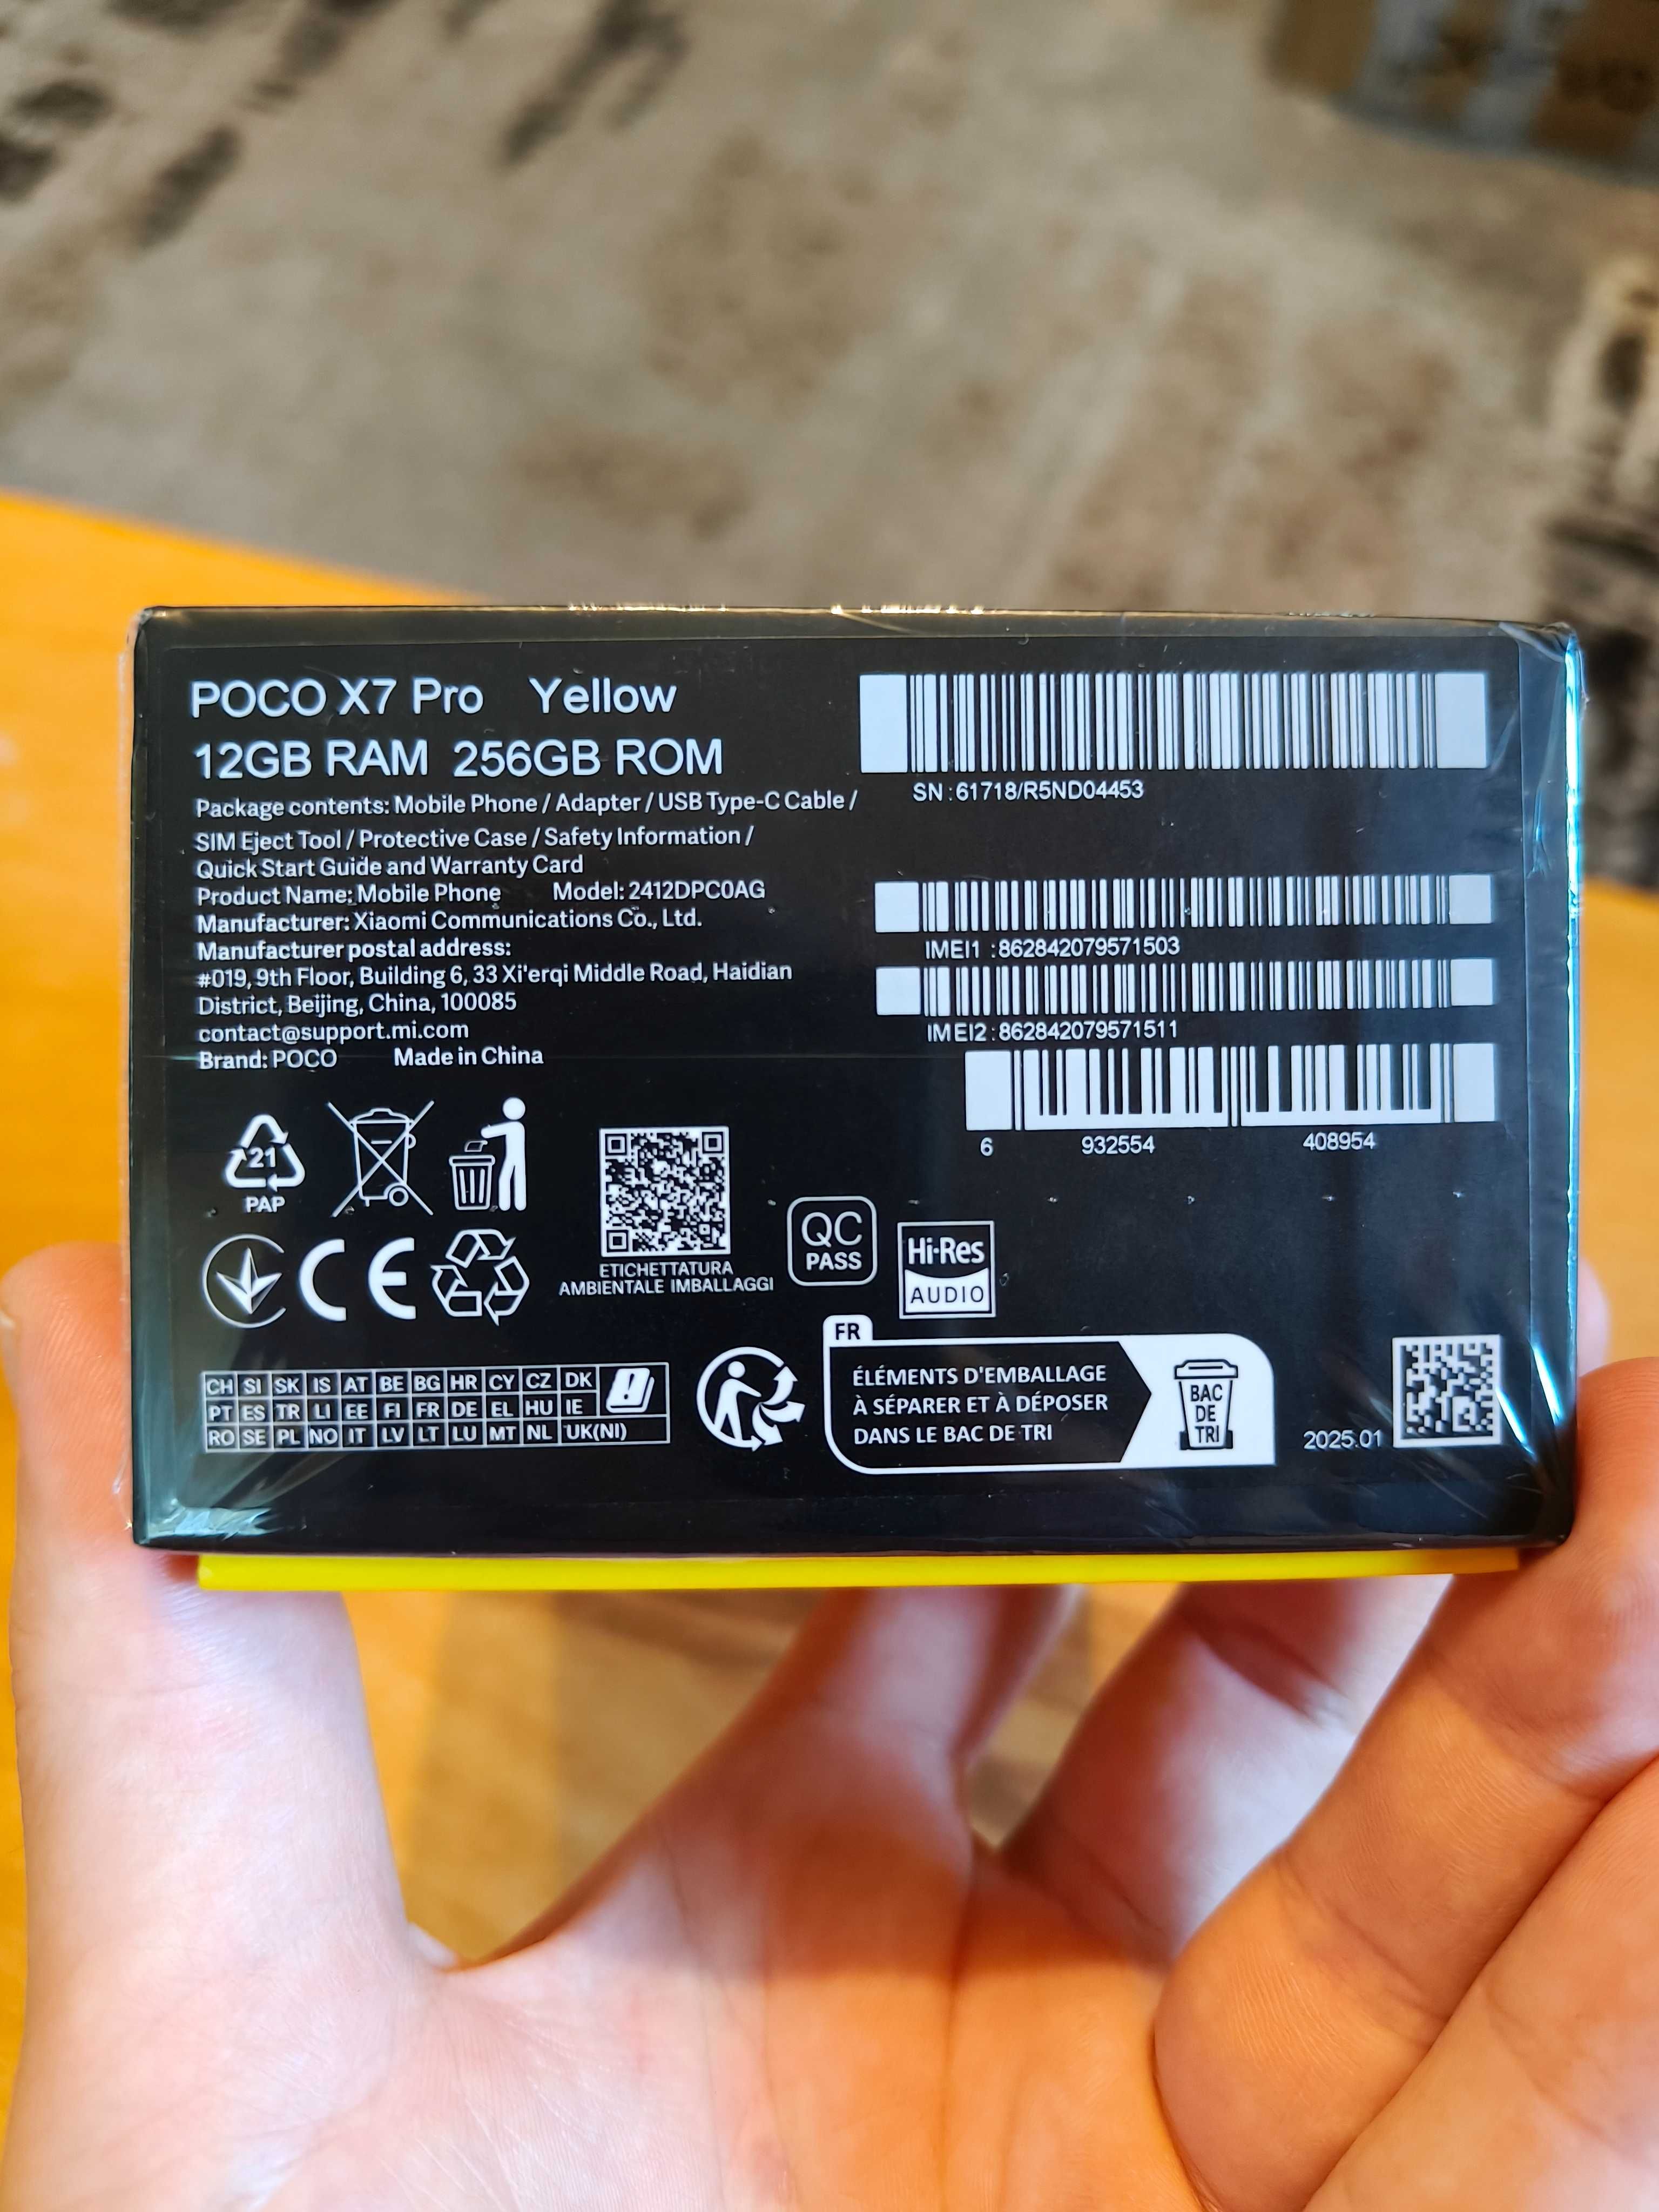 POCO X7 Pro Yellow
12GB RAM 256GB ROM
Package contents: Mobile Phone / Adapter / USB Type-C Cable /
SIM Eject Tool / Protective Case / Safety Information /
Quick Start Guide and Warranty Card
Product Name: Mobile Phone Model: 2412DPC0AG
Manufacturer: Xiaomi Communications Co., Ltd.
Manufacturer postal address:
#019, 9th Floor, Building 6, 33 Xi'erqi Middle Road, Haidian
District, Beijing, China, 100085
contact@support.mi.com
Brand: POCO Made in China
SN:61718/R5ND04453
IMEI1 :862842079571503
IMEI2:862842079571511
6 932554 408954
21
PAP
CE
ETICHETTATURA
AMBIENTALE IMBALLAGGI
QC
PASS
Hi-Res
AUDIO
CH SI SK IS AT BE BG HR CY CZ DK
PT ES TR LI EE FI FR DE EL HU IE
RO SE PL NO IT LV LT LU MT NL UK(NI)
FR
ÉLÉMENTS D'EMBALLAGE
À SÉPARER ET À DÉPOSER
DANS LE BAC DE TRI
BAC
DE
TRI
2025.01